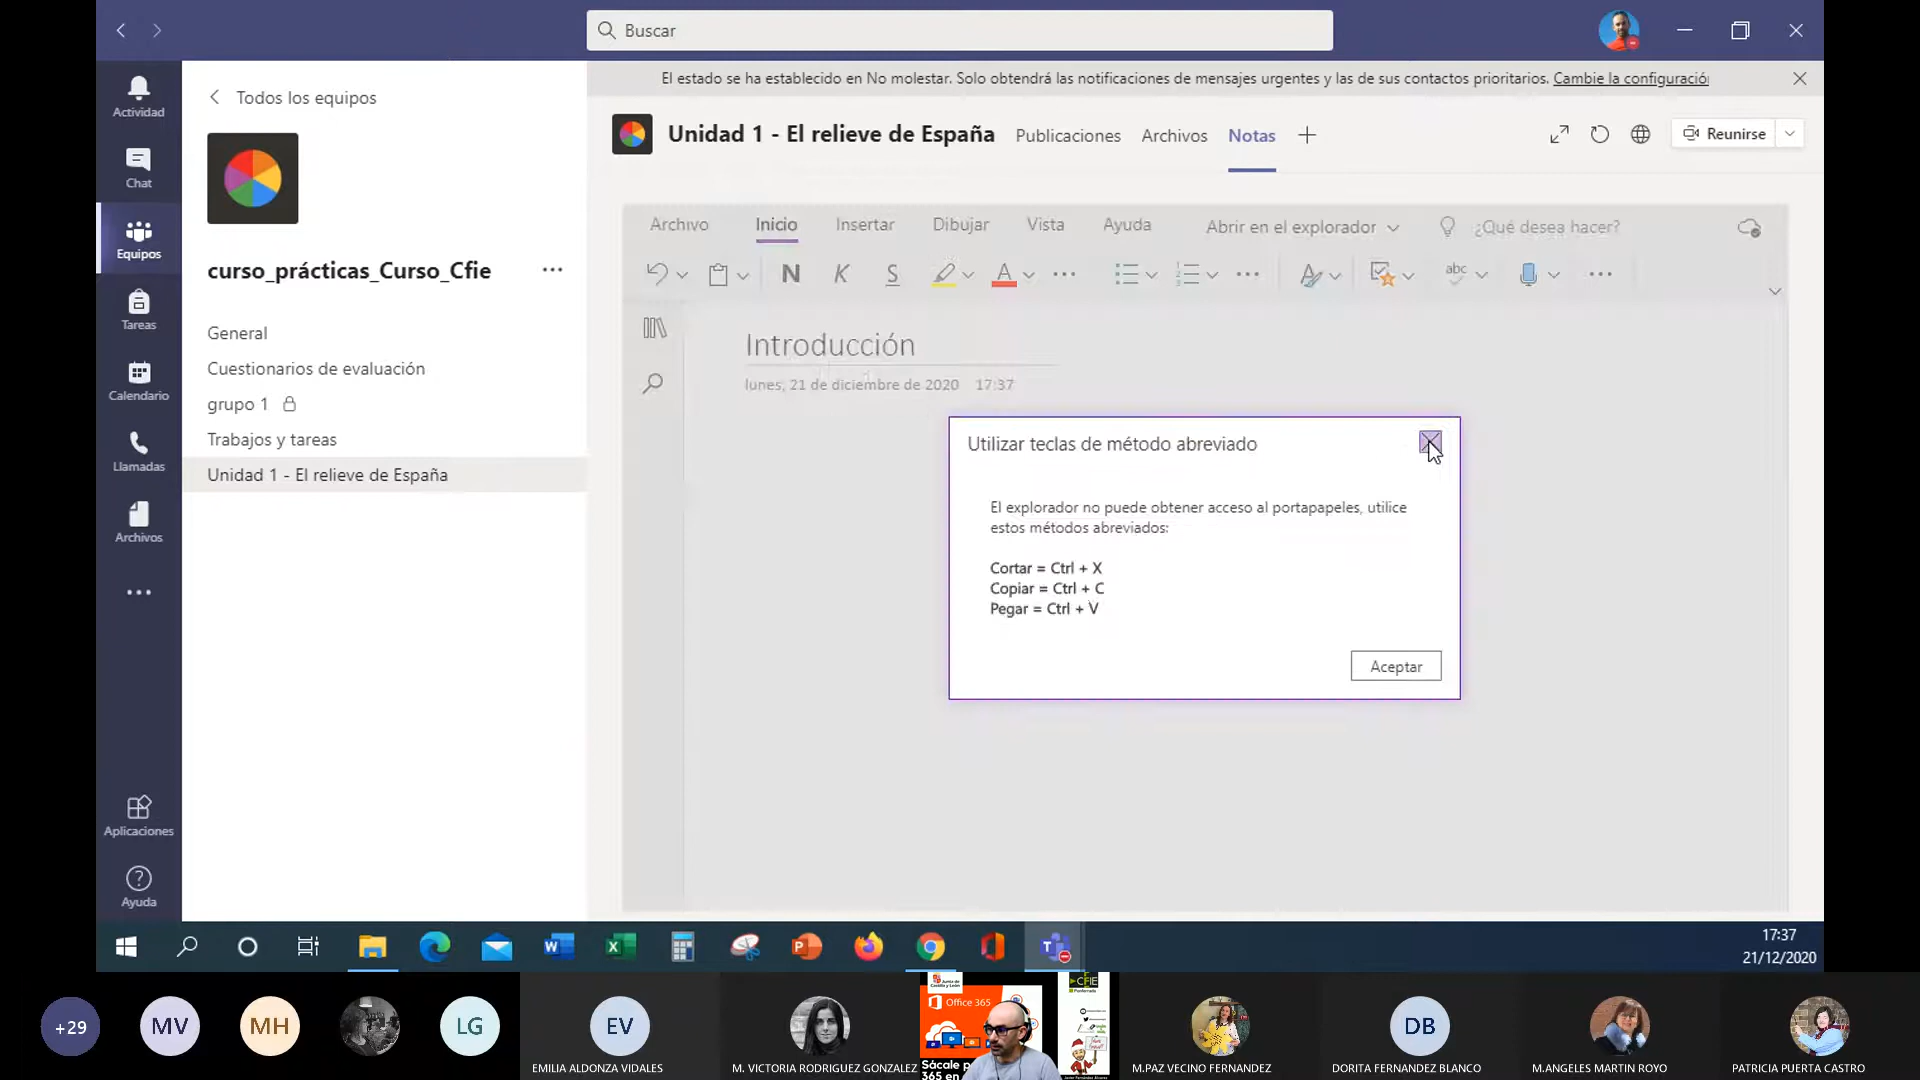 Buscar
El estado se ha establecido en No molestar. Solo obtendrá las notificaciones de mensajes urgentes y las de sus contactos prioritarios. Cambie la configuració
Actividad
Chat
Equipos
Tareas
Calendario
Llamadas
Archivos
Aplicaciones
Ayuda
Todos los equipos
curso_prácticas_Curso_Cfie
General
Cuestionarios de evaluación
grupo 1
Trabajos y tareas
Unidad 1 - El relieve de España
Unidad 1 - El relieve de España Publicaciones Archivos Notas
Reunirse
Archivo Inicio Insertar Dibujar Vista Ayuda Abrir en el explorador ¿Qué desea hacer?
N K S A abc
Introducción
lunes, 21 de diciembre de 2020 17:37
Utilizar teclas de método abreviado
El explorador no puede obtener acceso al portapapeles, utilice
estos métodos abreviados:
Cortar = Ctrl + X
Copiar = Ctrl + C
Pegar = Ctrl + V
Aceptar
17:37
21/12/2020
+29
MV
MH
LG
EV
EMILIA ALDONZA VIDALES
M. VICTORIA RODRIGUEZ GONZALEZ
Office 365
Sácale p
365 en
CFIE
M.PAZ VECINO FERNANDEZ
DB
DORITA FERNANDEZ BLANCO
M.ANGELES MARTIN ROYO
PATRICIA PUERTA CASTRO